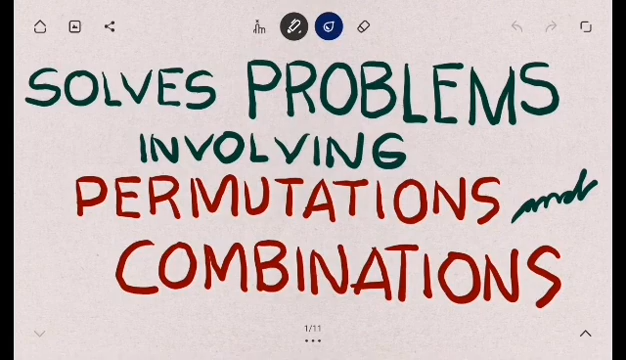 SOLVES PROBLEMS
INVOLVING
PERMUTATIONS and
COMBINATIONS
1/11